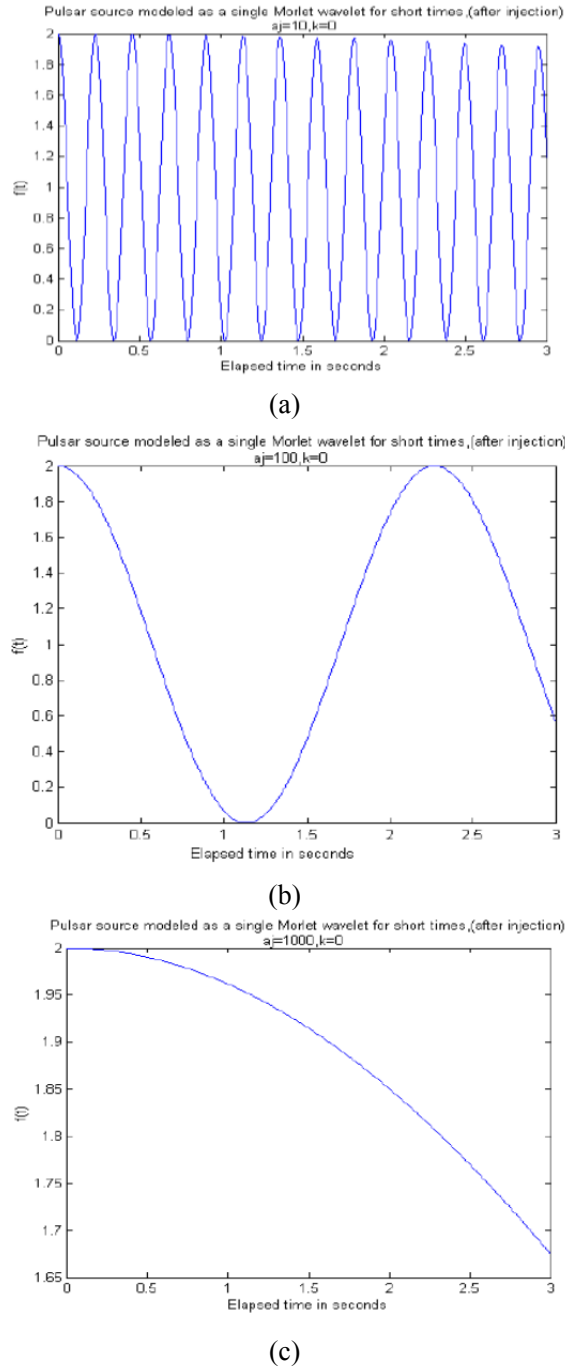 Pulsar source modeled as a single Morlet wavelet for short times,(after injection)
aj=10,k=0
2
1.8
1.6
1.4
1.2
1
0.8
0.6
0.4
0.2
0
f(t)
0 0.5 1 1.5 2 2.5 3
Elapsed time in seconds
(a)
Pulsar source modeled as a single Morlet wavelet for short times,(after injection)
aj=100,k=0
2
1.8
1.6
1.4
1.2
1
0.8
0.6
0.4
0.2
0
f(t)
0 0.5 1 1.5 2 2.5 3
Elapsed time in seconds
(b)
Pulsar source modeled as a single Morlet wavelet for short times,(after injection)
aj=1000,k=0
2
1.95
1.9
1.85
1.8
1.75
1.7
1.65
f(t)
0 0.5 1 1.5 2 2.5 3
Elapsed time in seconds
(c)